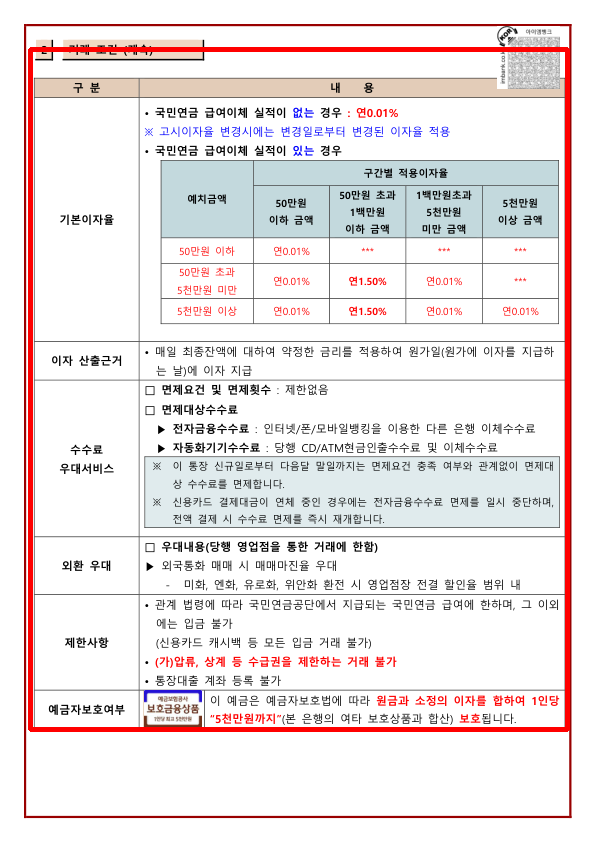 2 거래 조건 (계속)
아이엠뱅크
imbank.co.k
구 분
내 용
기본이자율
• 국민연금 급여이체 실적이 없는 경우 : 연0.01%
※ 고시이자율 변경시에는 변경일로부터 변경된 이자율 적용
• 국민연금 급여이체 실적이 있는 경우
예치금액
구간별 적용이자율
50만원
이하 금액
50만원 초과
1백만원
이하 금액
1백만원초과
5천만원
미만 금액
5천만원
이상 금액
50만원 이하 연0.01% *** *** ***
50만원 초과
5천만원 미만
연0.01% 연1.50% 연0.01% ***
5천만원 이상 연0.01% 연1.50% 연0.01% 연0.01%
이자 산출근거
• 매일 최종잔액에 대하여 약정한 금리를 적용하여 원가일(원가에 이자를 지급하
는 날)에 이자 지급
수수료
우대서비스
□ 면제요건 및 면제횟수 : 제한없음
□ 면제대상수수료
▶ 전자금융수수료 : 인터넷/폰/모바일뱅킹을 이용한 다른 은행 이체수수료
▶ 자동화기기수수료 : 당행 CD/ATM현금인출수수료 및 이체수수료
※ 이 통장 신규일로부터 다음달 말일까지는 면제요건 충족 여부와 관계없이 면제대
상 수수료를 면제합니다.
※ 신용카드 결제대금이 연체 중인 경우에는 전자금융수수료 면제를 일시 중단하며,
전액 결제 시 수수료 면제를 즉시 재개합니다.
외환 우대
□ 우대내용(당행 영업점을 통한 거래에 한함)
▶ 외국통화 매매 시 매매마진율 우대
- 미화, 엔화, 유로화, 위안화 환전 시 영업점장 전결 할인율 범위 내
제한사항
• 관계 법령에 따라 국민연금공단에서 지급되는 국민연금 급여에 한하며, 그 이외
에는 입금 불가
(신용카드 캐시백 등 모든 입금 거래 불가)
• (가)압류, 상계 등 수급권을 제한하는 거래 불가
• 통장대출 계좌 등록 불가
예금자보호여부
예금보험공사
보호금융상품
1인당 최고 5천만원
이 예금은 예금자보호법에 따라 원금과 소정의 이자를 합하여 1인당
"5천만원까지"(본 은행의 여타 보호상품과 합산) 보호됩니다.